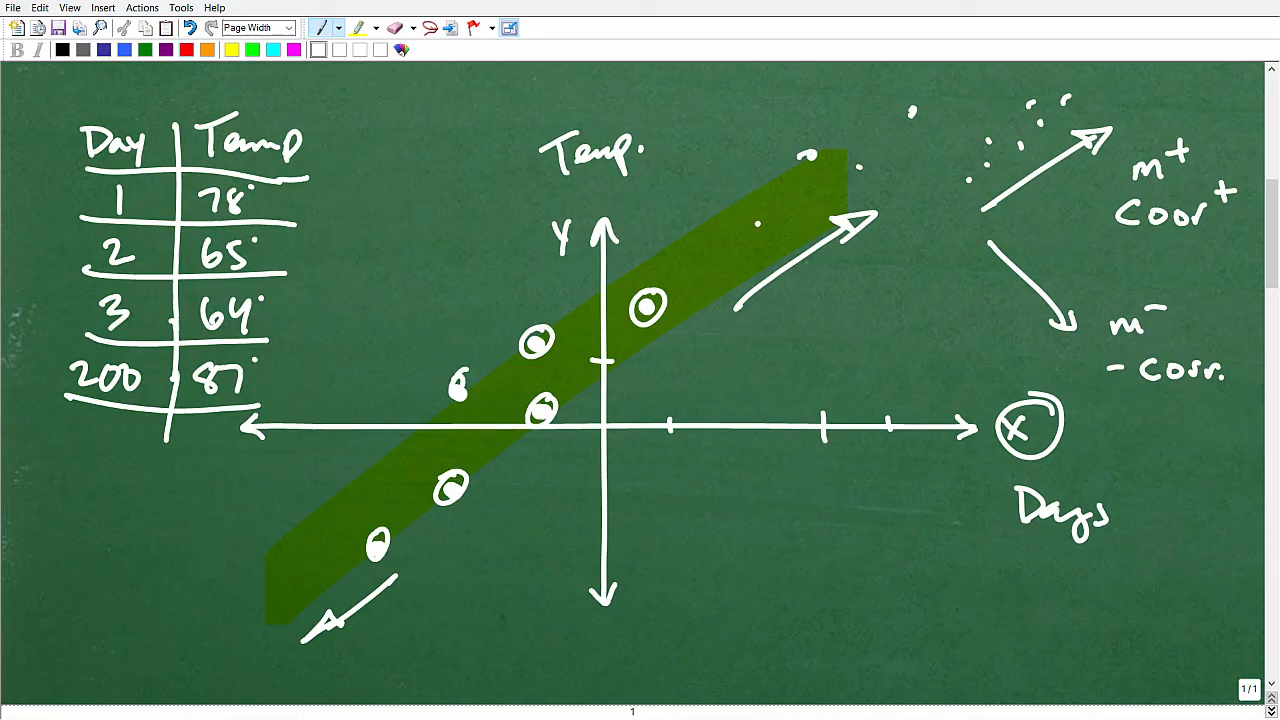 File Edit View Insert Actions Tools Help
Page Width
B I
Day Temp
1 78°
2 65°
3 64°
200 87°
Temp.
Y
m+
Coor+
m-
- Corr.
X
Days
1/1
1